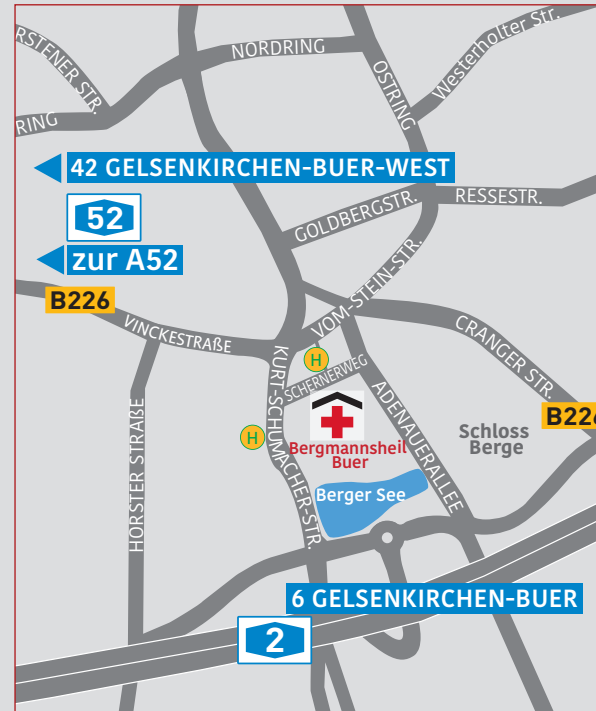 RSTENER STR.
NORDRING
OSTRING
Westerholter Str.
RING
42 GELSENKIRCHEN-BUER-WEST
52
GOLDBERGSTR.
RESSESTR.
zur A52
B226
VINCKESTRAßE
VOM-STEIN-STR.
CRANGER STR.
H
SCHERNERWEG
KURT-SCHUMACHER-STR.
ADENAUERALLEE
HORSTER STRAßE
H
B226
Schloss
Berge
Bergmannsheil
Buer
Berger See
6 GELSENKIRCHEN-BUER
2